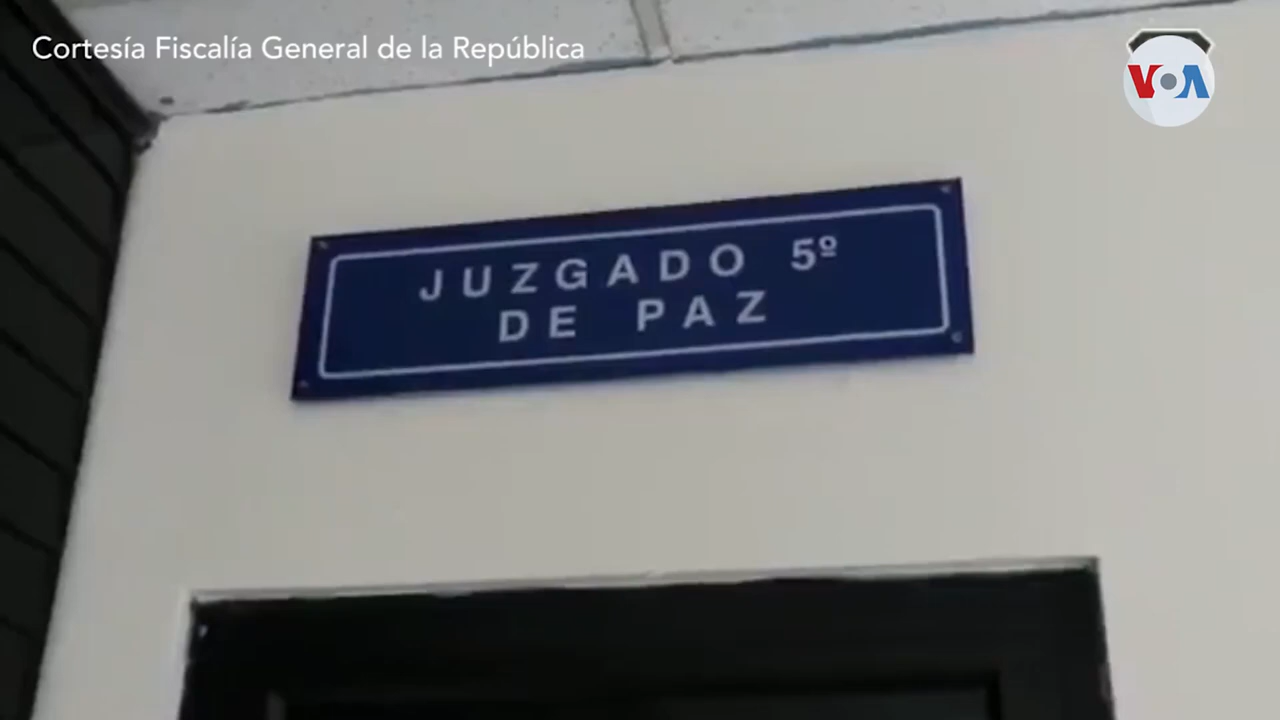 Cortesía Fiscalía General de la República
VOA
JUZGADO 5º
DE PAZ